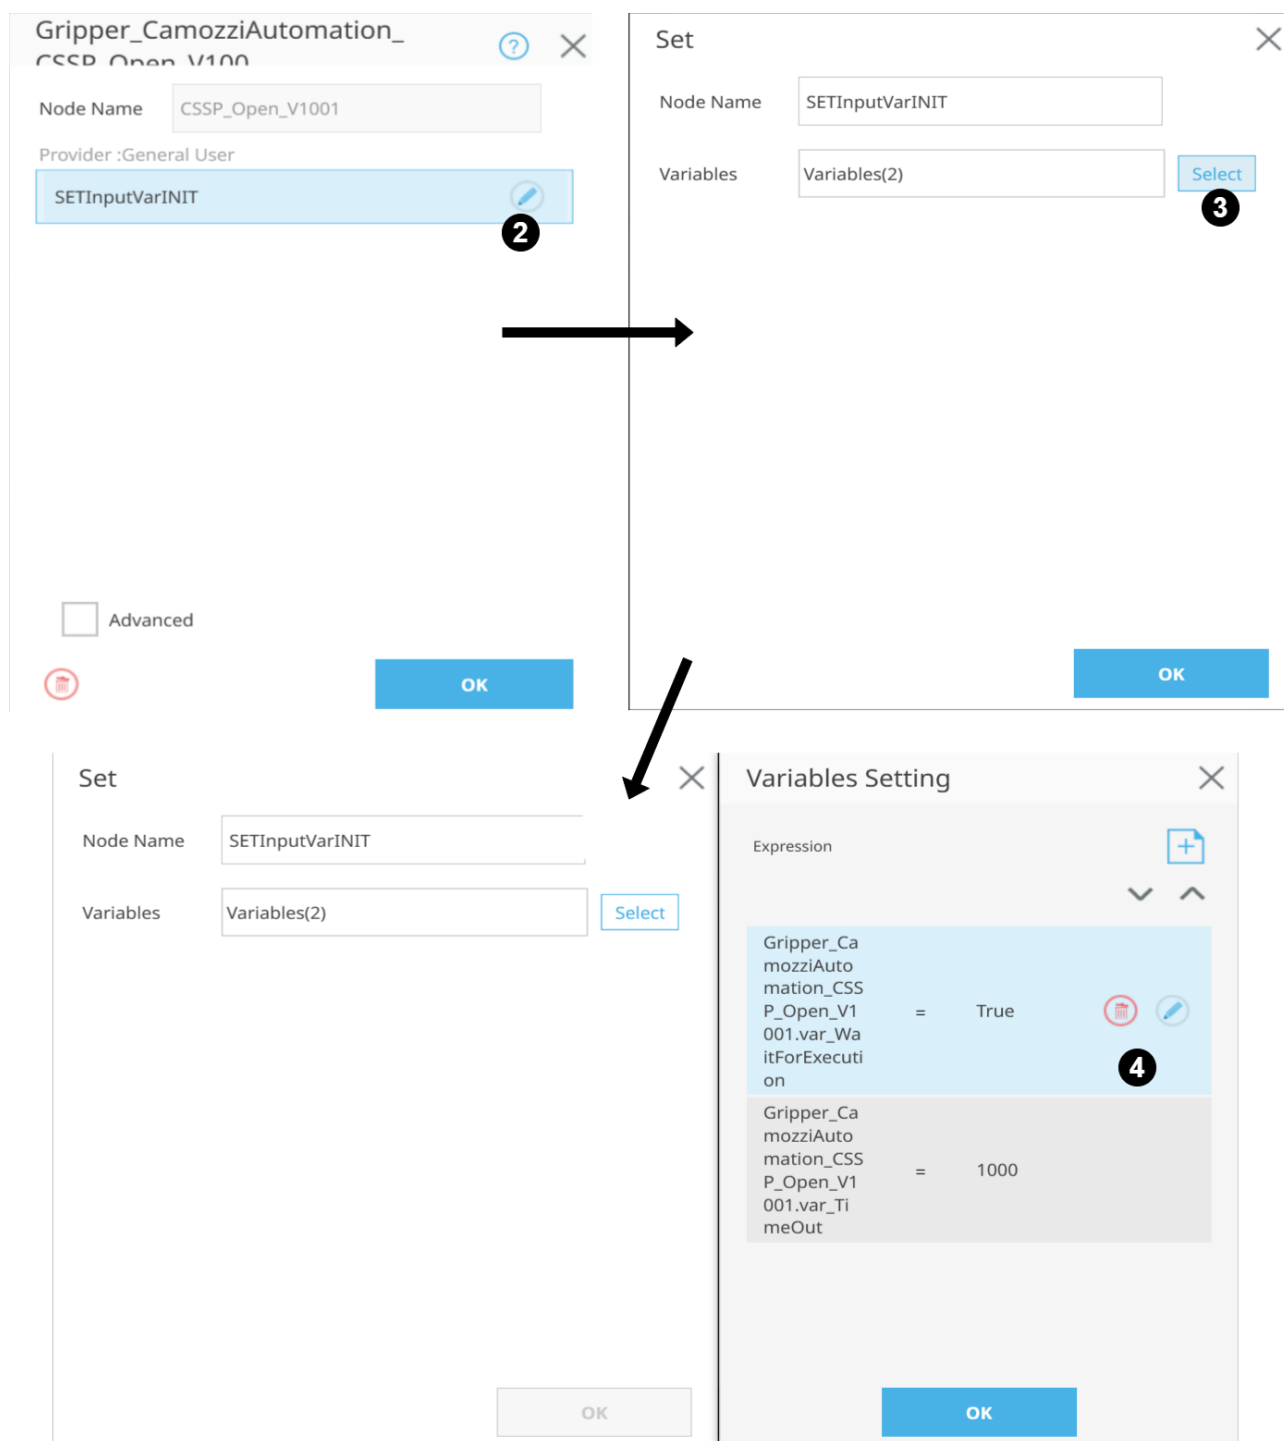 Gripper_CamozziAutomation_
CSSP_Open_V100
Node Name
CSSP_Open_V1001
Provider :General User
SETInputVarINIT
2
Advanced
OK
Set
Node Name
SETInputVarINIT
Variables
Variables(2)
Select
3
OK
Set
Node Name
SETInputVarINIT
Variables
Variables(2)
Select
OK
Variables Setting
Expression
Gripper_Ca
mozziAuto
mation_CSS
P_Open_V1
001.var_Wa
itForExecuti
on
=
True
4
Gripper_Ca
mozziAuto
mation_CSS
P_Open_V1
001.var_Ti
meOut
=
1000
OK